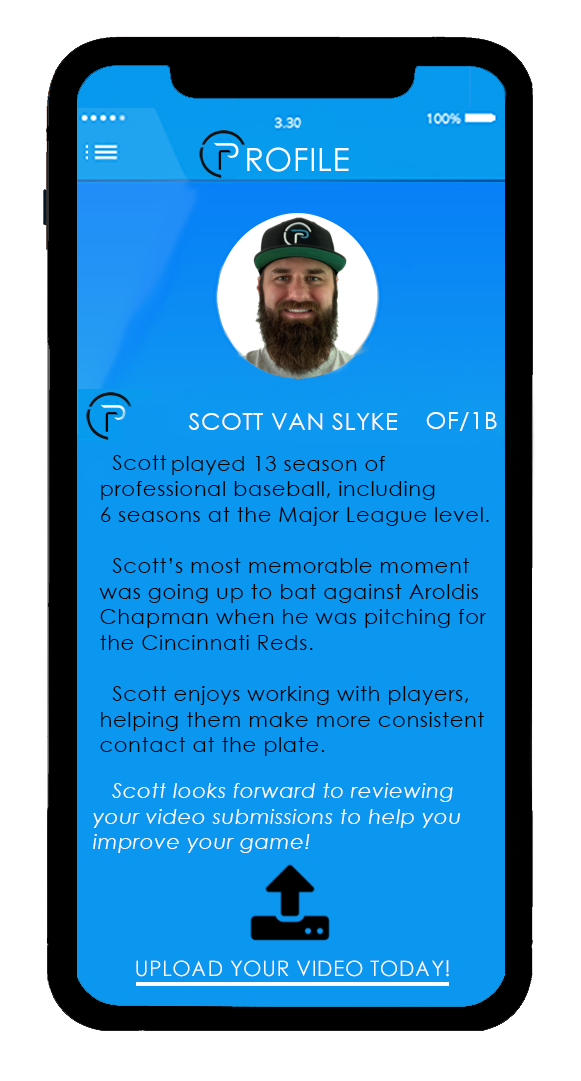 3.30
100%
PROFILE
P
SCOTT VAN SLYKE OF/1B
Scott played 13 season of
professional baseball, including
6 seasons at the Major League level.
Scott’s most memorable moment
was going up to bat against Aroldis
Chapman when he was pitching for
the Cincinnati Reds.
Scott enjoys working with players,
helping them make more consistent
contact at the plate.
Scott looks forward to reviewing
your video submissions to help you
improve your game!
UPLOAD YOUR VIDEO TODAY!